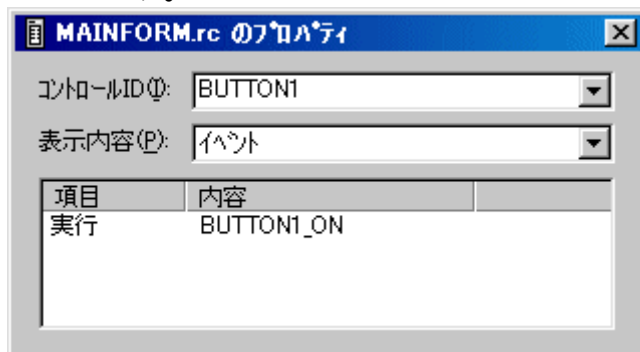 MAINFORM.rc のﾌﾟﾛﾊﾟﾃｨ
ｺﾝﾄﾛｰﾙID(I): BUTTON1
表示内容(P): ｲﾍﾞﾝﾄ
項目 内容
実行 BUTTON1_ON